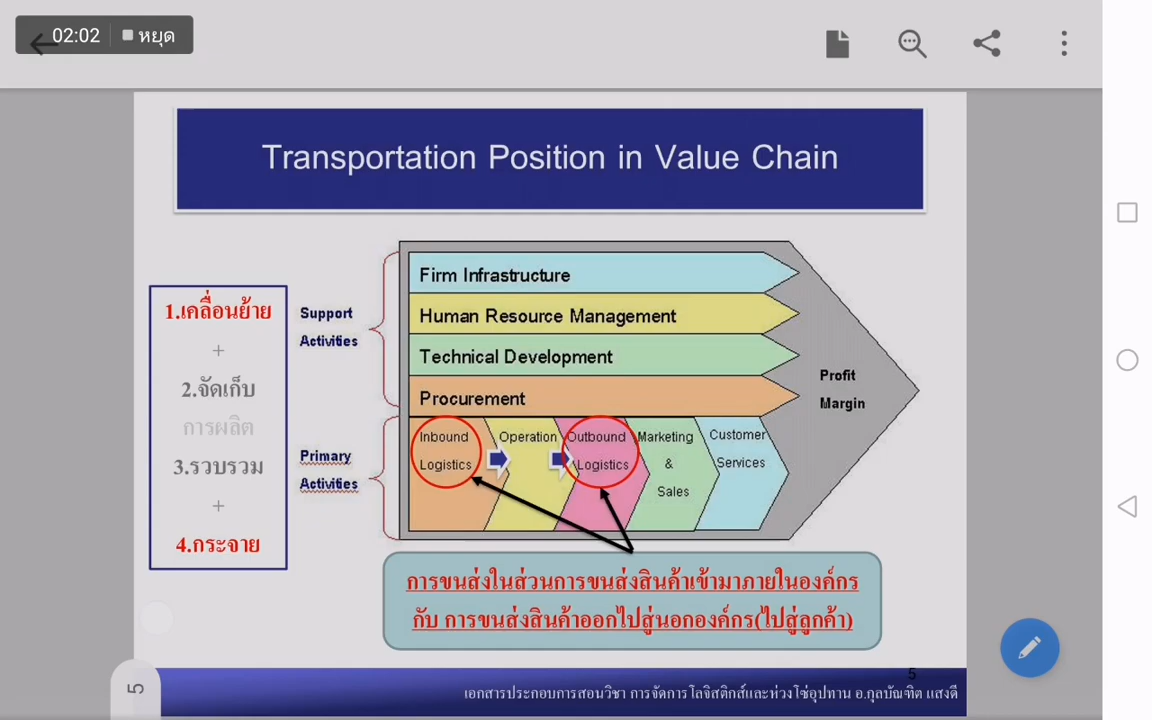 02:02
หยุด
Transportation Position in Value Chain
1.เคลื่อนย้าย
+
2.จัดเก็บ
การผลิต
3.รวบรวม
+
4.กระจาย
Support
Activities
Firm Infrastructure
Human Resource Management
Technical Development
Procurement
Profit
Margin
Primary
Activities
Inbound
Logistics
Operation
Outbound
Logistics
Marketing
&
Sales
Customer
Services
การขนส่งในส่วนการขนส่งสินค้าเข้ามาภายในองค์กร
กับ การขนส่งสินค้าออกไปสู่นอกองค์กร(ไปสู่ลูกค้า)
5
5
เอกสารประกอบการสอนวิชา การจัดการโลจิสติกส์และห่วงโซ่อุปทาน อ.กุลบัณฑิต แสงดี